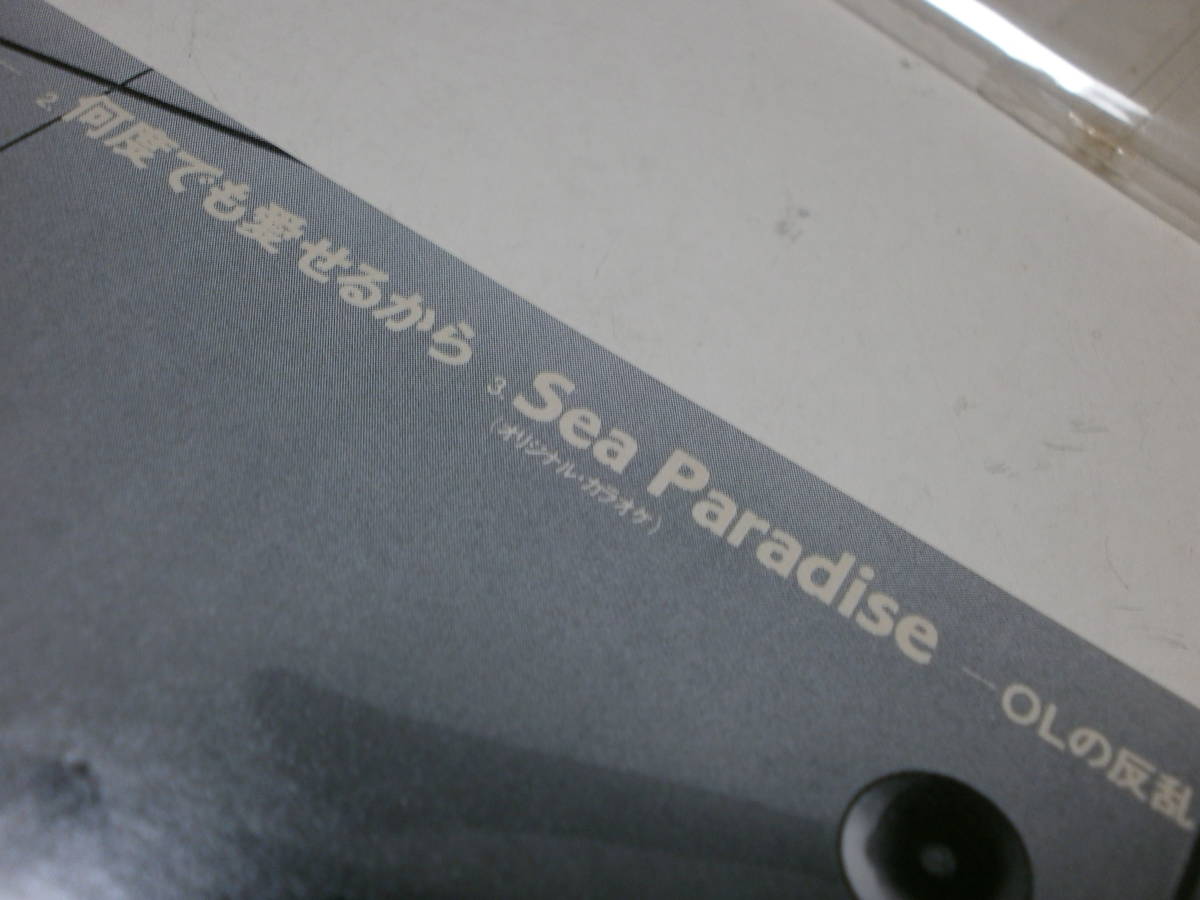 2. 何度でも愛せるから 3. Sea Paradise —OLの反乱
(オリジナル・カラオケ)